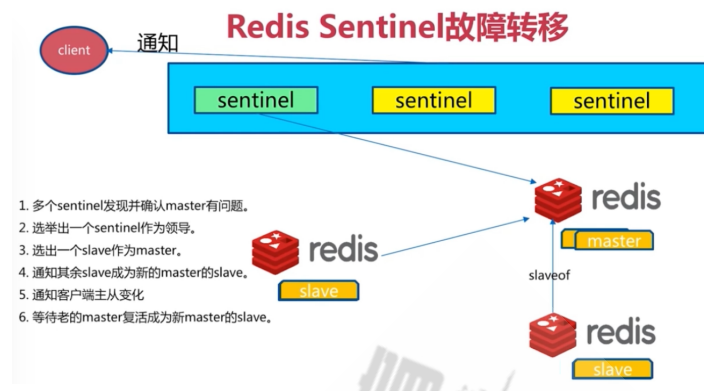 Redis Sentinel故障转移
client
通知
sentinel
sentinel
sentinel
1. 多个sentinel发现并确认master有问题。
2. 选举出一个sentinel作为领导。
3. 选出一个slave作为master。
4. 通知其余slave成为新的master的slave。
5. 通知客户端主从变化
6. 等待老的master复活成为新master的slave。
redis
slave
redis
master
slaveof
redis
slave